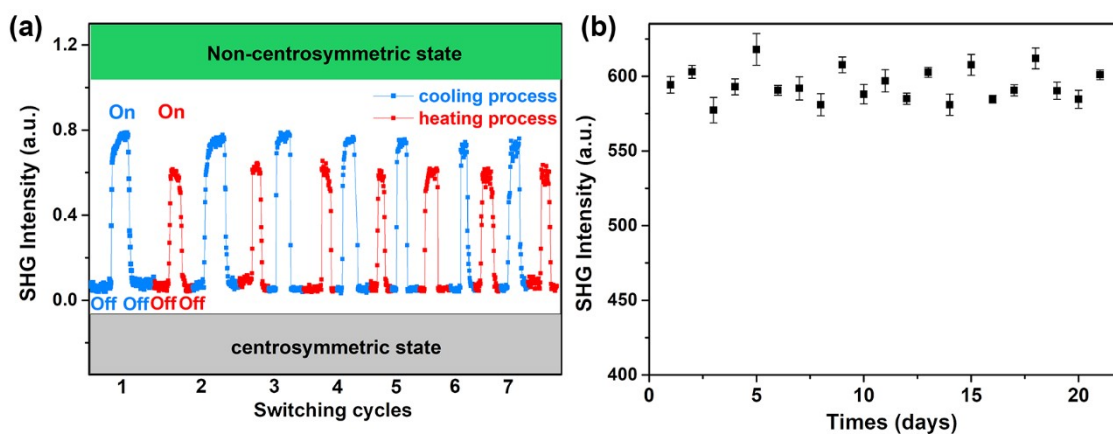 (a)
Non-centrosymmetric state
cooling process
heating process
On
On
Off Off Off Off
centrosymmetric state
1.2
0.8
0.4
0.0
SHG Intensity (a.u.)
1 2 3 4 5 6 7
Switching cycles
(b)
600
550
500
450
400
SHG Intensity (a.u.)
0 5 10 15 20
Times (days)